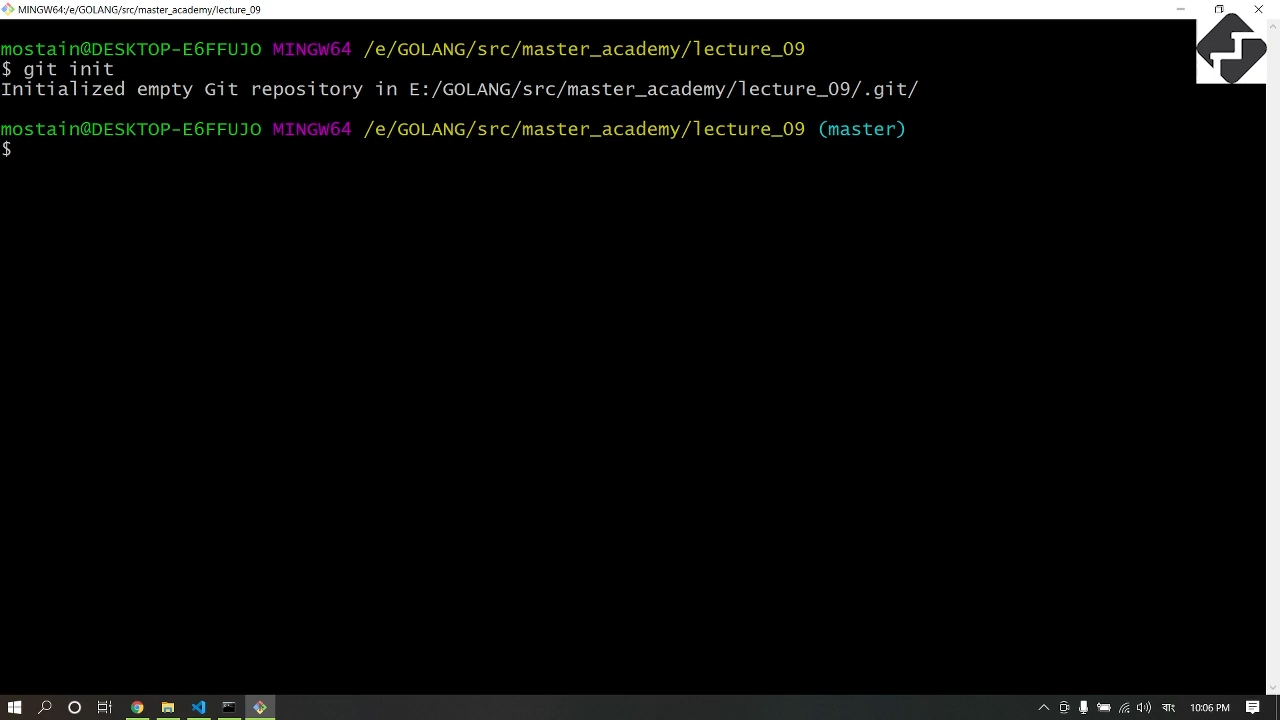 MINGW64:/e/GOLANG/src/master_academy/lecture_09
mostain@DESKTOP-E6FFUJO MINGW64 /e/GOLANG/src/master_academy/lecture_09
$ git init
Initialized empty Git repository in E:/GOLANG/src/master_academy/lecture_09/.git/
mostain@DESKTOP-E6FFUJO MINGW64 /e/GOLANG/src/master_academy/lecture_09 (master)
$
10:06 PM